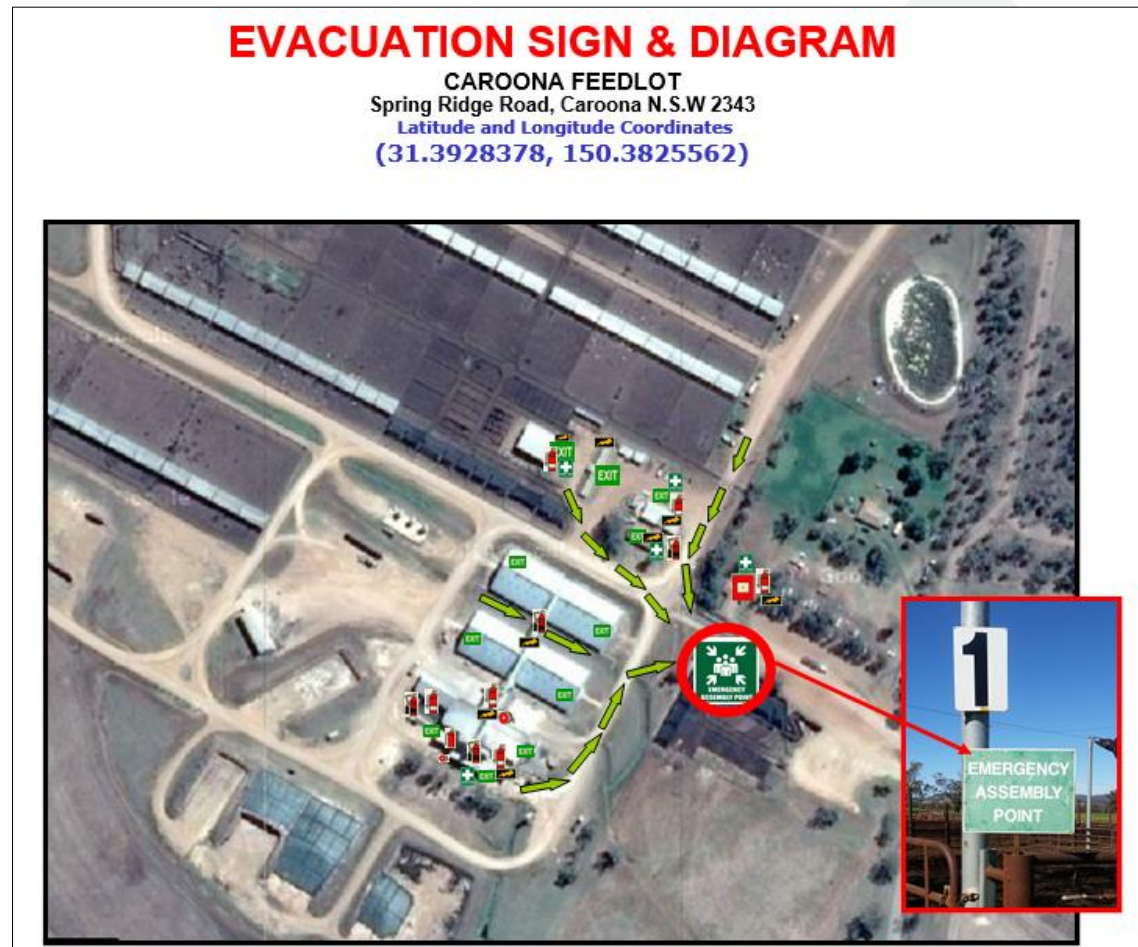 EVACUATION SIGN & DIAGRAM
CAROONA FEEDLOT
Spring Ridge Road, Caroona N.S.W 2343
Latitude and Longitude Coordinates
(31.3928378, 150.3825562)
EXIT
EXIT
EXIT
EXIT
EXIT
EXIT
EXIT
EXIT
EMERGENCY
ASSEMBLY POINT
1
EMERGENCY
ASSEMBLY
POINT
EXIT
EXIT
EXIT